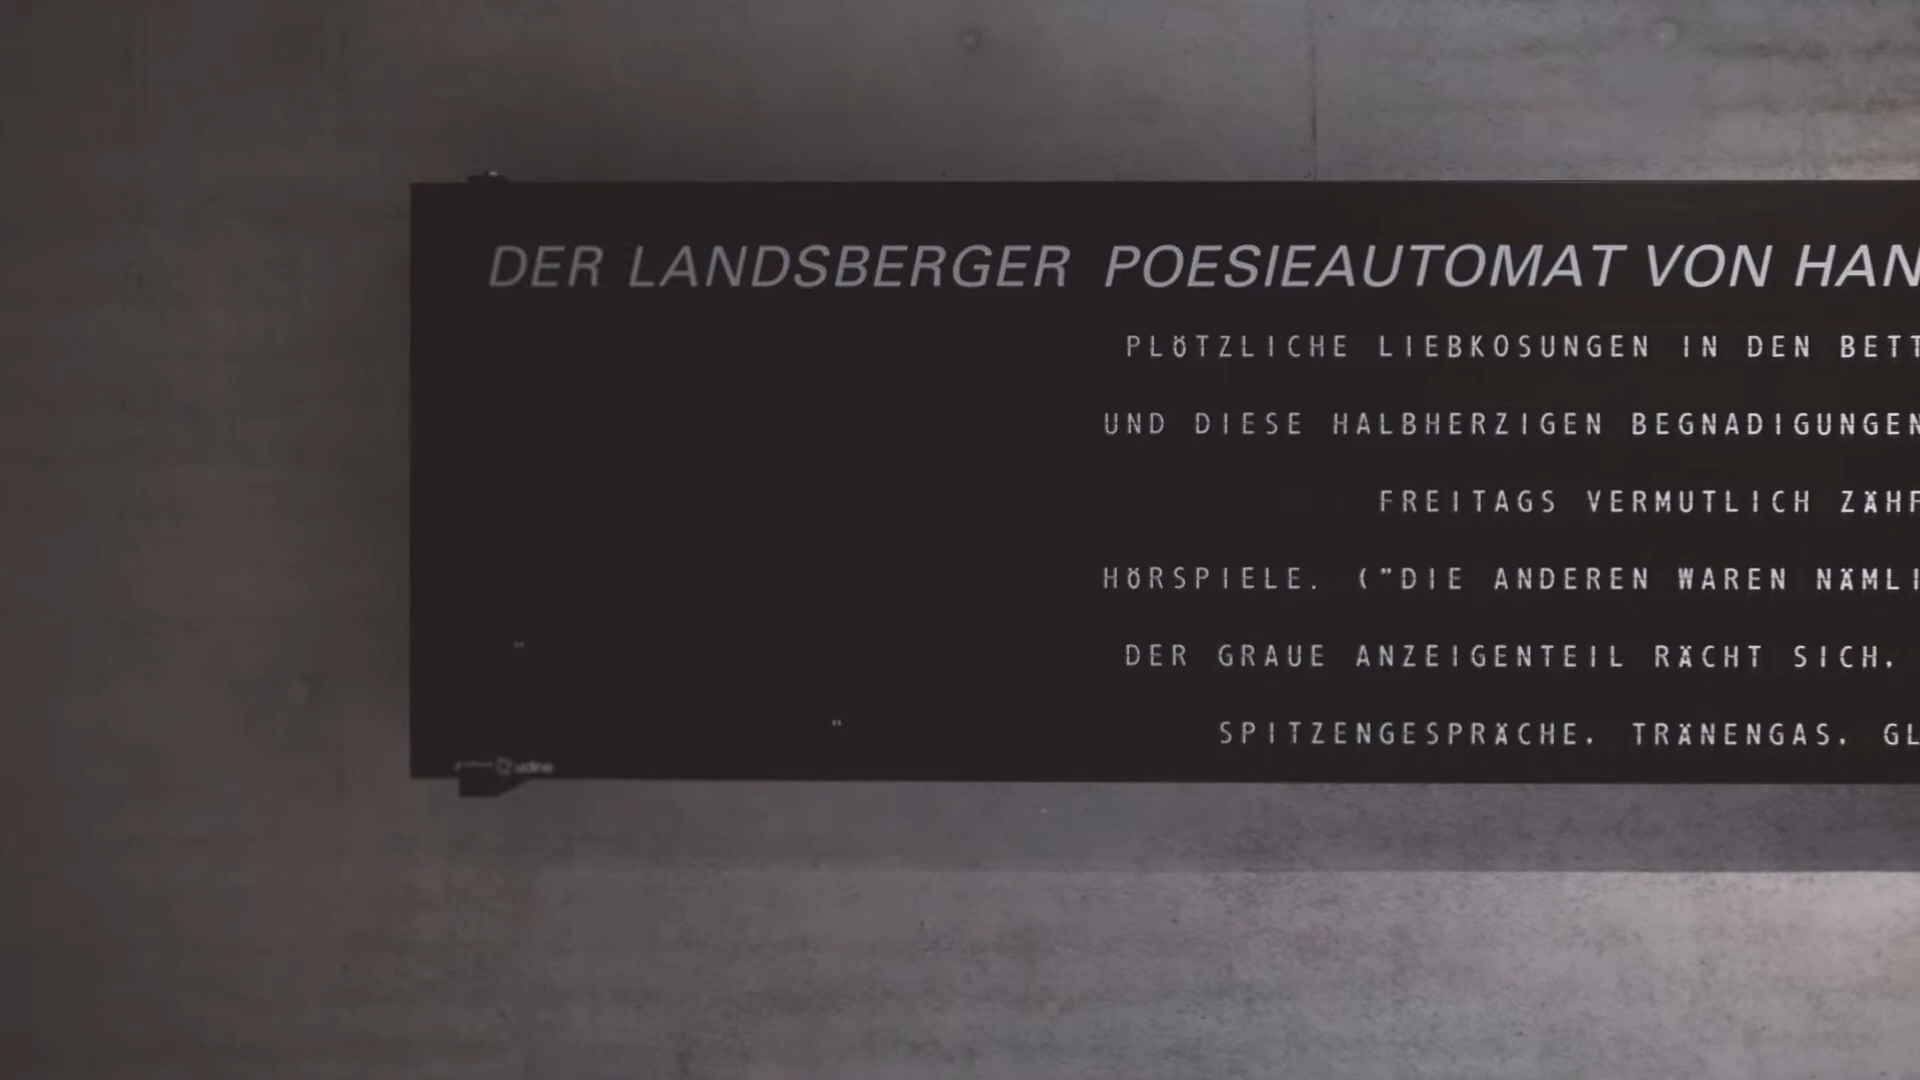 DER LANDSBERGER POESIEAUTOMAT VON HAN
PLÖTZLICHE LIEBKOSUNGEN IN DEN BETT
UND DIESE HALBHERZIGEN BEGNADIGUNGEN
FREITAGS VERMUTLICH ZÄHF
HÖRSPIELE. ("DIE ANDEREN WAREN NÄMLI
DER GRAUE ANZEIGENTEIL RÄCHT SICH.
SPITZENGESPRÄCHE. TRÄNENGAS. GL
udine